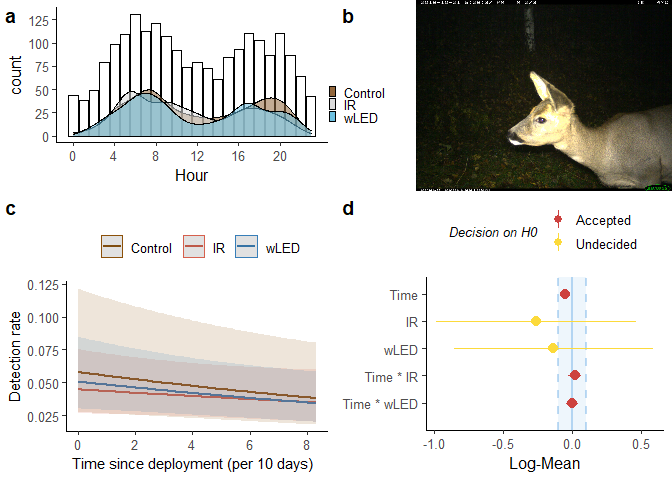 a
count
125
100
75
50
25
0
0
4
8
12
16
20
Hour
Control
IR
wLED
b
c
Control
IR
wLED
Detection rate
0.125
0.100
0.075
0.050
0.025
0
2
4
6
8
Time since deployment (per 10 days)
d
Decision on H0
Accepted
Undecided
Time
IR
wLED
Time * IR
Time * wLED
-1.0
-0.5
0.0
0.5
Log-Mean